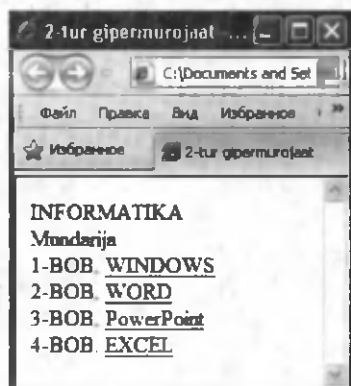 2-tur gipermurojaat ...
C:\Documents and Set
Файл Правка Вид Избранное »
Избранное 2-tur gipermurojaat
INFORMATIKA
Mundarija
1-BOB. WINDOWS
2-BOB. WORD
3-BOB. PowerPoint
4-BOB. EXCEL